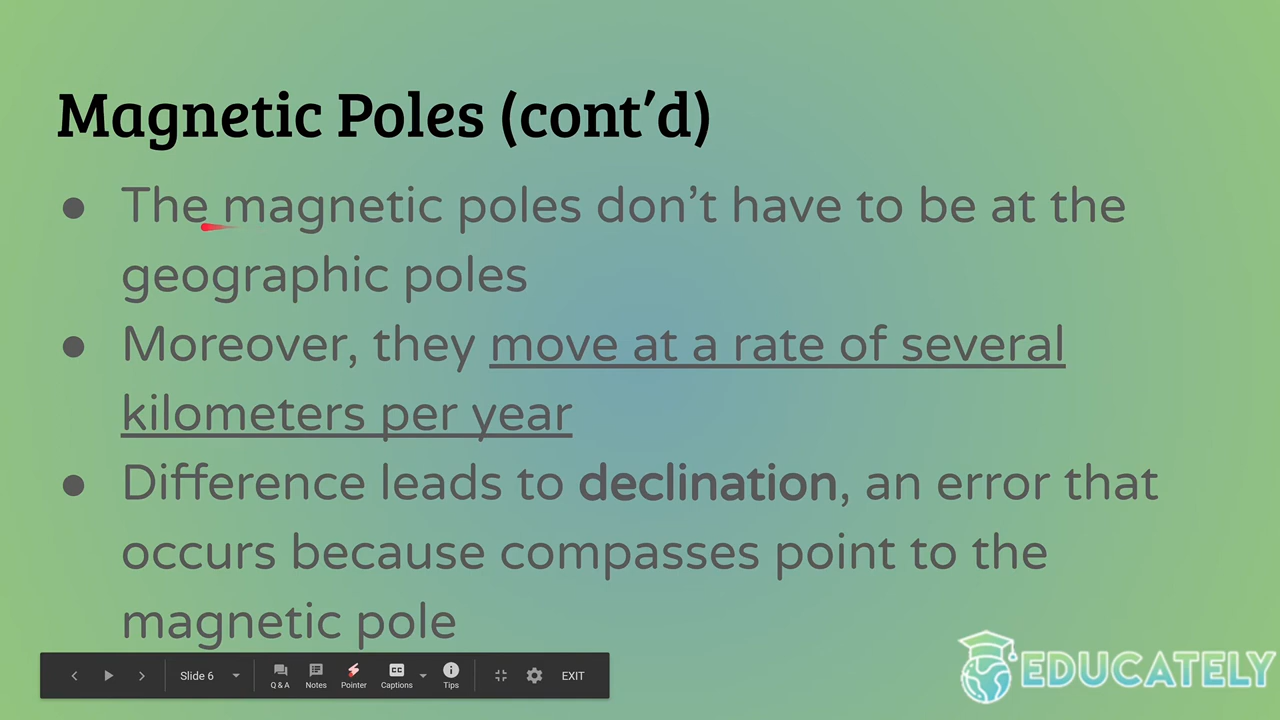 Magnetic Poles (cont'd)
● The magnetic poles don't have to be at the
geographic poles
● Moreover, they move at a rate of several
kilometers per year
● Difference leads to declination, an error that
occurs because compasses point to the
magnetic pole
Slide 6
Q & A
Notes
Pointer
CC
Captions
Tips
EXIT
EDUCATELY